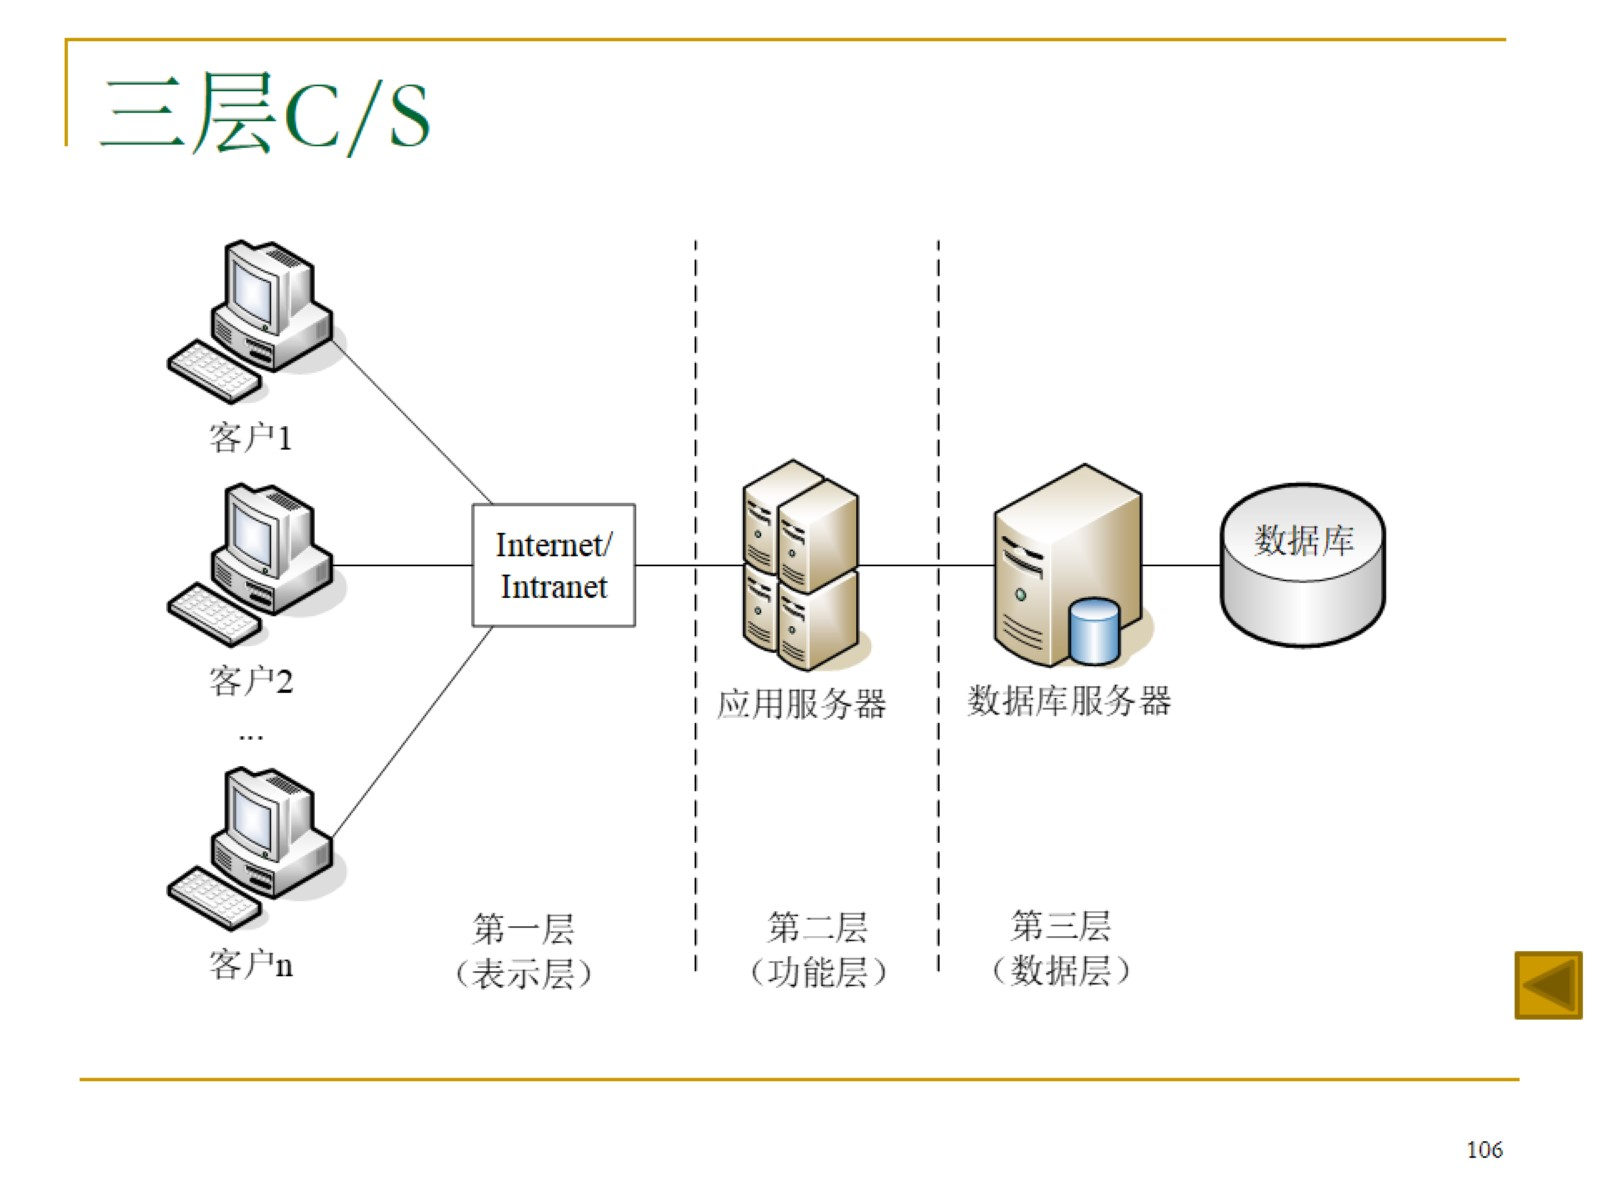 三层C/S
客户1
客户2
...
客户n
Internet/
Intranet
应用服务器
数据库服务器
数据库
第一层
（表示层）
第二层
（功能层）
第三层
（数据层）
106